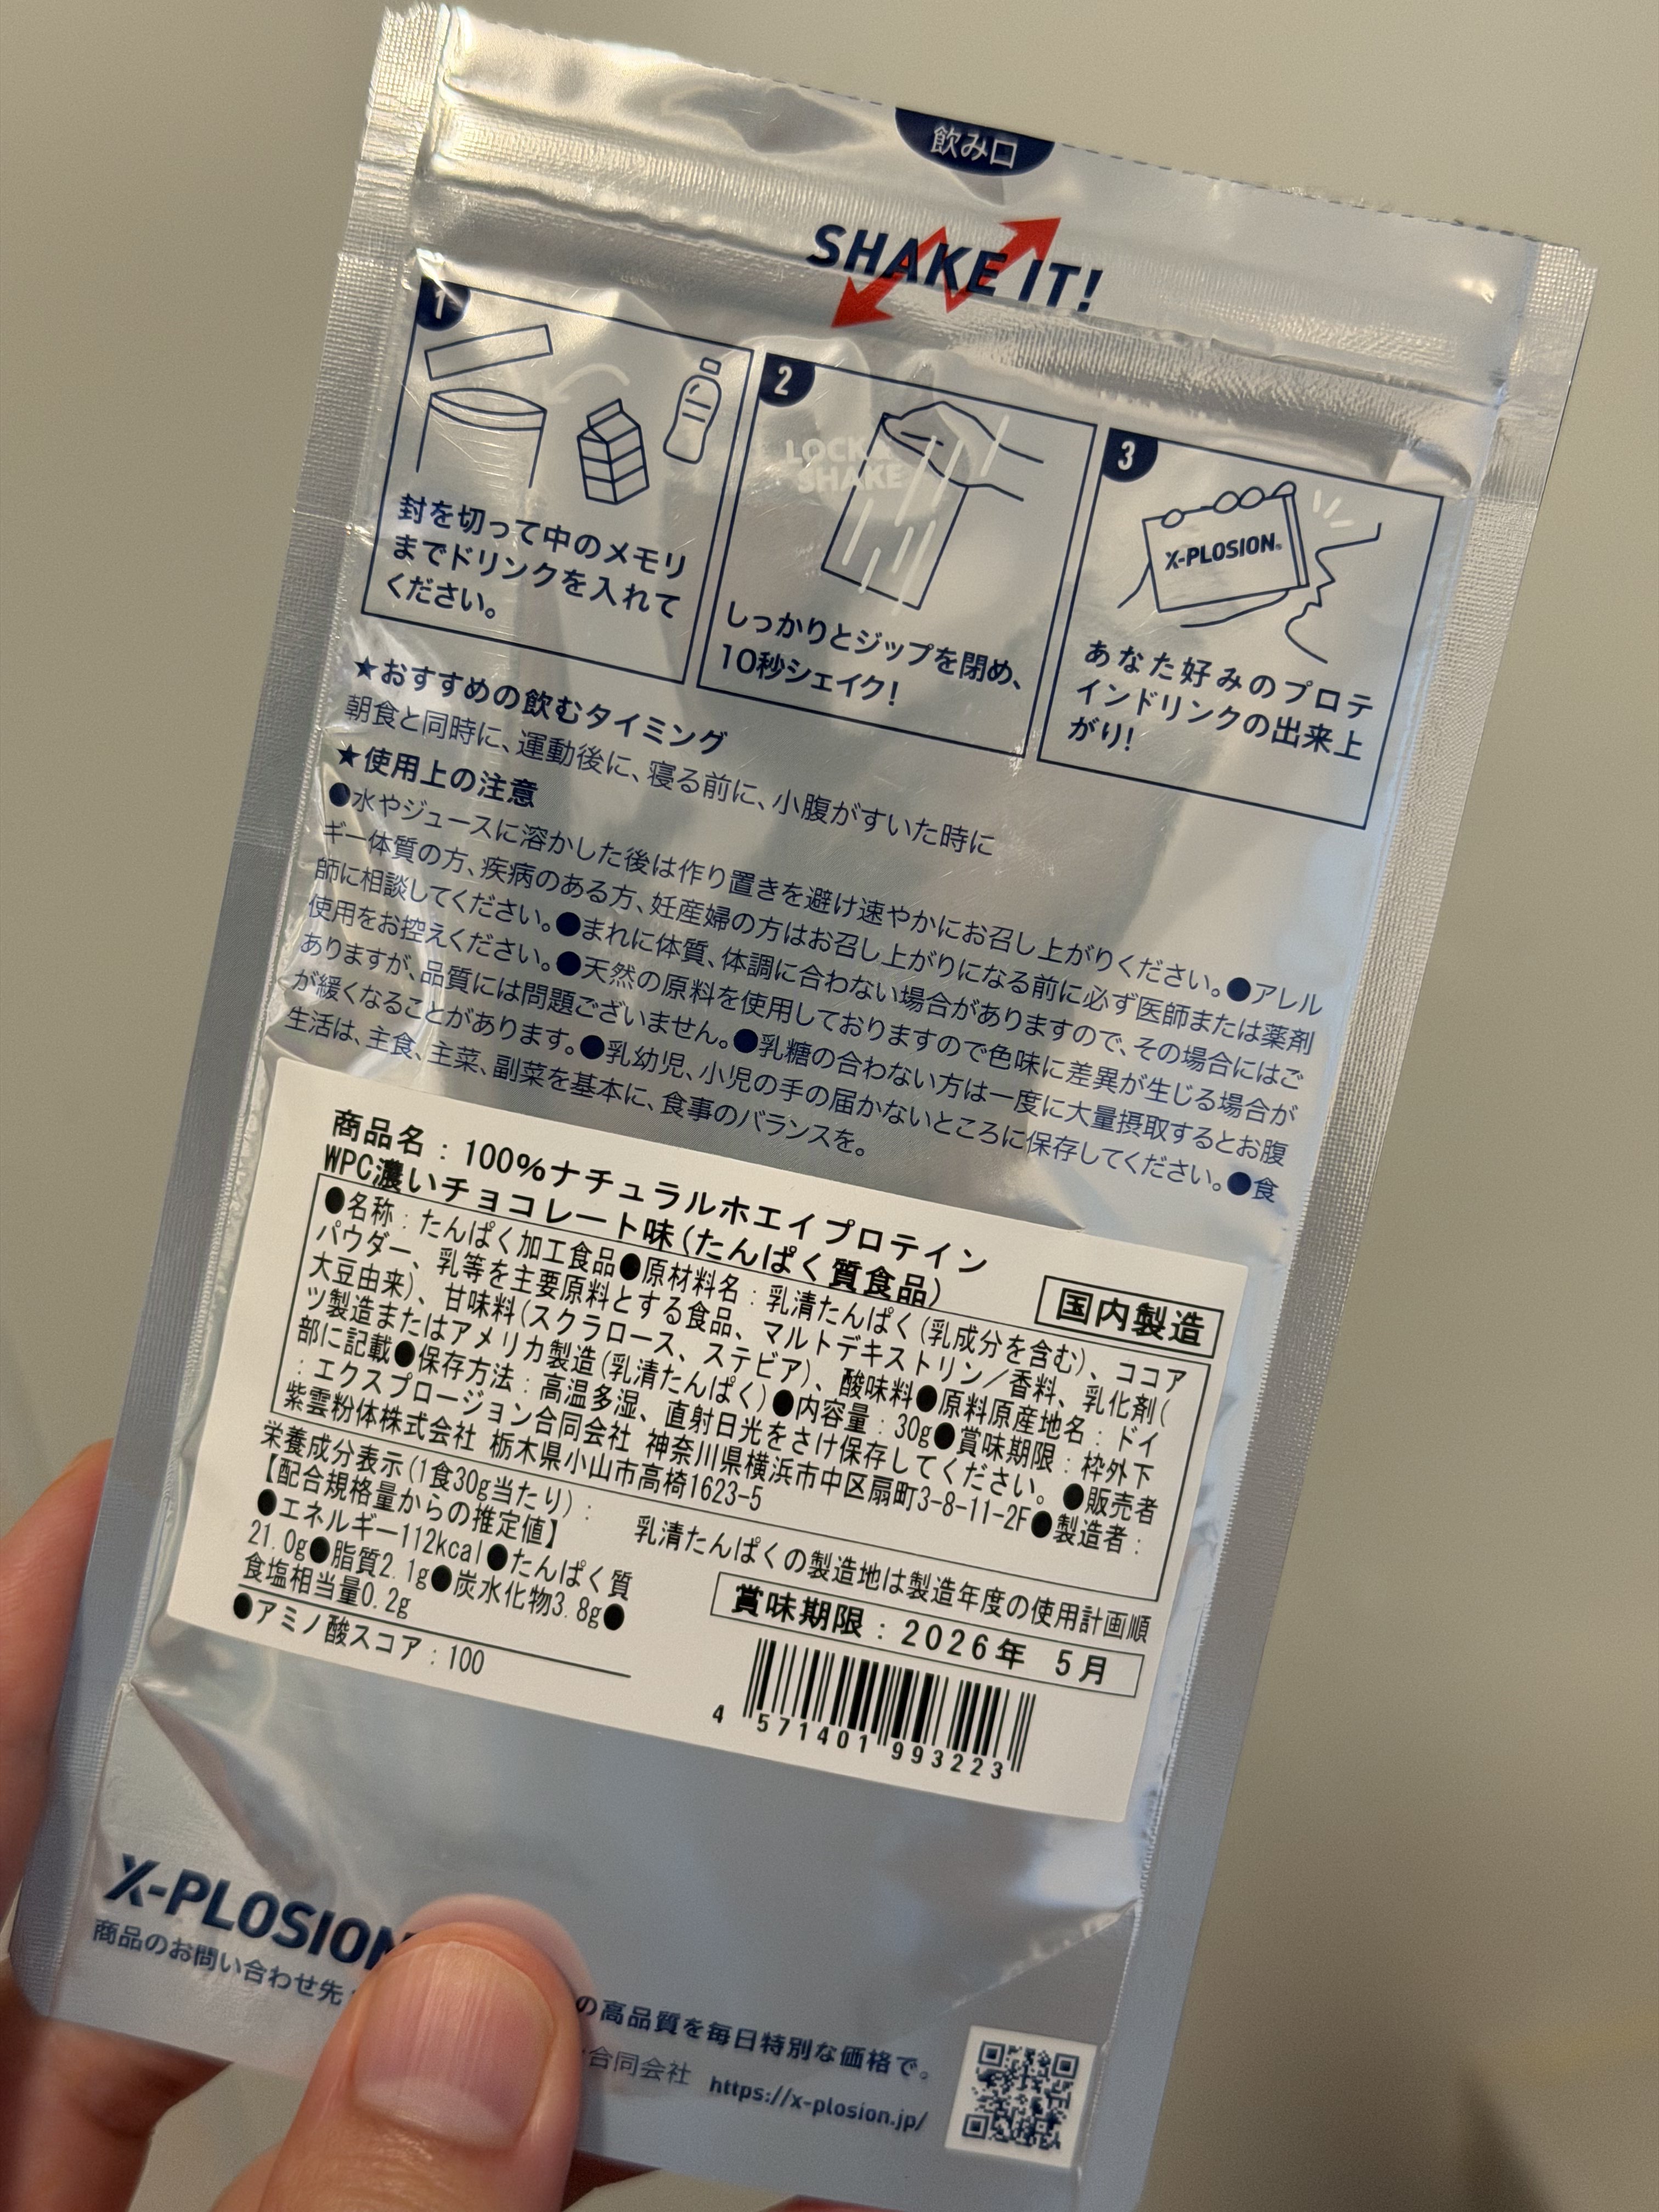 飲み口
SHAKE IT!
1
封を切って中のメモリ
までドリンクを入れて
ください。
2
LOCK &
SHAKE
しっかりとジップを閉め、
10秒シェイク!
3
X-PLOSION
あなた好みのプロテ
インドリンクの出来上
がり!
★おすすめの飲むタイミング
朝食と同時に、運動後に、寝る前に、小腹がすいた時に
★使用上の注意
●水やジュースに溶かした後は作り置きを避け速やかにお召し上がりください。●アレル
ギー体質の方、疾病のある方、妊産婦の方はお召し上がりになる前に必ず医師または薬剤
師に相談してください。●まれに体質、体調に合わない場合がありますので、その場合にはご
使用をお控えください。●天然の原料を使用しておりますので色味に差異が生じる場合が
ありますが、品質には問題ございません。●乳糖の合わない方は一度に大量摂取するとお腹
が緩くなることがあります。●乳幼児、小児の手の届かないところに保存してください。●食
生活は、主食、主菜、副菜を基本に、食事のバランスを。
商品名:100%ナチュラルホエイプロテイン
WPC濃いチョコレート味(たんぱく質食品)
国内製造
●名称:たんぱく加工食品●原材料名:乳清たんぱく(乳成分を含む)、ココア
パウダー、乳等を主要原料とする食品、マルトデキストリン/香料、乳化剤(
大豆由来)、甘味料(スクラロース、ステビア)、酸味料●原料原産地名:ドイ
ツ製造またはアメリカ製造(乳清たんぱく)●内容量:30g●賞味期限:枠外下
部に記載●保存方法:高温多湿、直射日光をさけ保存してください。●販売者
:エクスプロージョン合同会社 神奈川県横浜市中区扇町3-8-11-2F●製造者:
紫雲粉体株式会社 栃木県小山市高椅1623-5
栄養成分表示(1食30g当たり):
【配合規格量からの推定値】
●エネルギー112kcal●たんぱく質
21.0g●脂質2.1g●炭水化物3.8g●
食塩相当量0.2g
●アミノ酸スコア:100
乳清たんぱくの製造地は製造年度の使用計画順
賞味期限:2026年 5月
4 571401 993223
X-PLOSION
の高品質を毎日特別な価格で。
商品のお問い合わせ先
合同会社 https://x-plosion.jp/